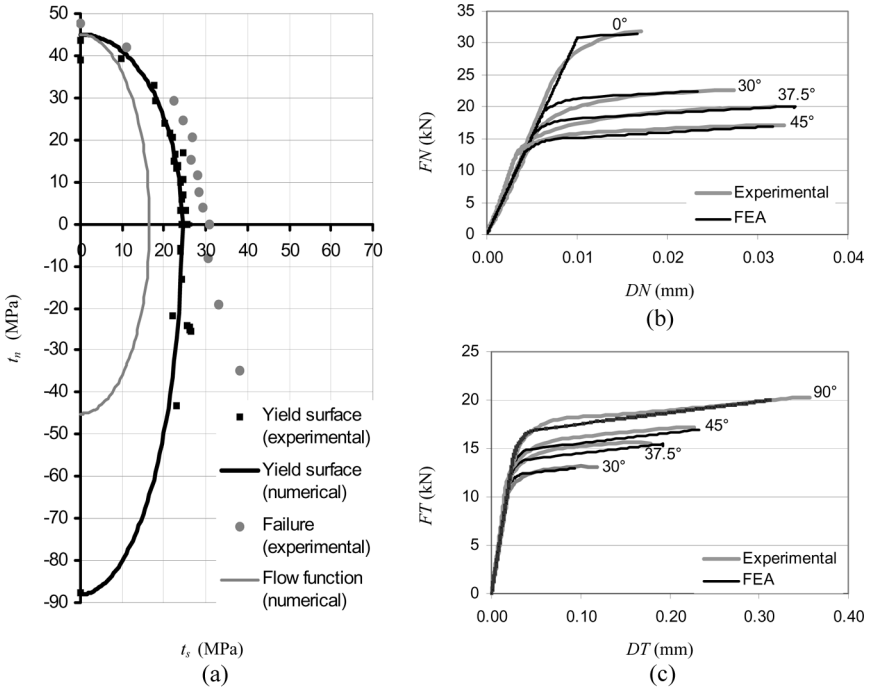 50
40
30
20
10
0
-10
-20
-30
-40
-50
-60
-70
-80
-90
0 10 20 30 40 50 60 70
tn (MPa)
ts (MPa)
Yield surface
(experimental)
Yield surface
(numerical)
Failure
(experimental)
Flow function
(numerical)
(a)
35
30
25
20
15
10
5
0
FN (kN)
0°
30°
37.5°
45°
Experimental
FEA
0.00 0.01 0.02 0.03 0.04
DN (mm)
(b)
25
20
15
10
5
0
FT (kN)
90°
45°
37.5°
30°
Experimental
FEA
0.00 0.10 0.20 0.30 0.40
DT (mm)
(c)